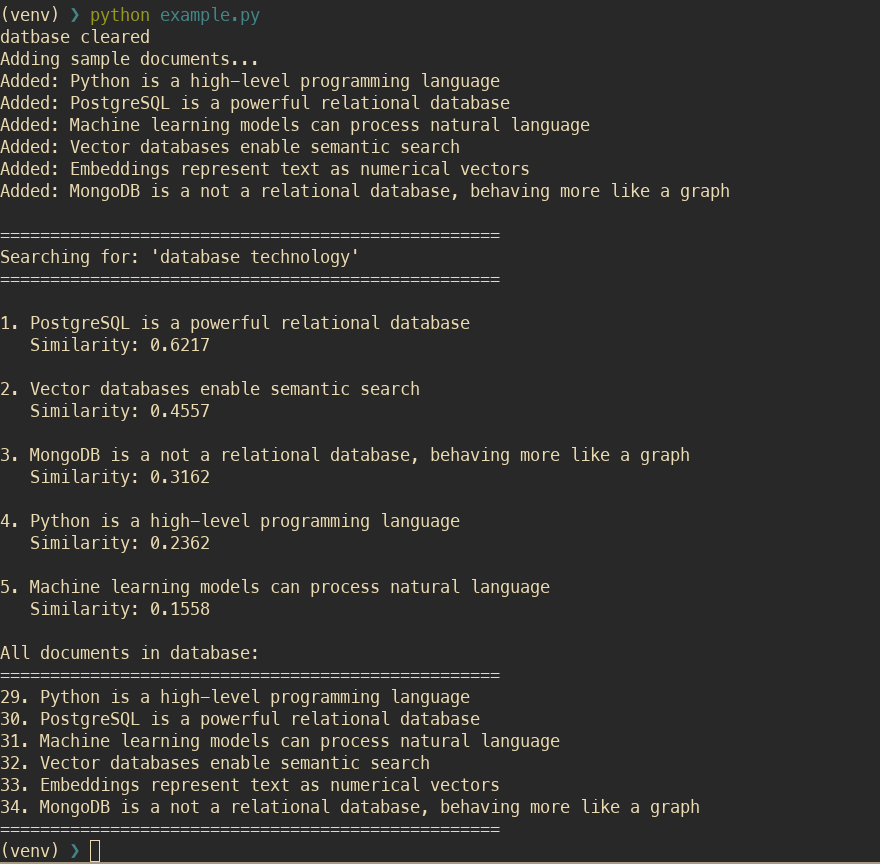 (venv) ❯ python example.py
datbase cleared
Adding sample documents...
Added: Python is a high-level programming language
Added: PostgreSQL is a powerful relational database
Added: Machine learning models can process natural language
Added: Vector databases enable semantic search
Added: Embeddings represent text as numerical vectors
Added: MongoDB is a not a relational database, behaving more like a graph
==================================================
Searching for: 'database technology'
==================================================
1. PostgreSQL is a powerful relational database
Similarity: 0.6217
2. Vector databases enable semantic search
Similarity: 0.4557
3. MongoDB is a not a relational database, behaving more like a graph
Similarity: 0.3162
4. Python is a high-level programming language
Similarity: 0.2362
5. Machine learning models can process natural language
Similarity: 0.1558
All documents in database:
==================================================
29. Python is a high-level programming language
30. PostgreSQL is a powerful relational database
31. Machine learning models can process natural language
32. Vector databases enable semantic search
33. Embeddings represent text as numerical vectors
34. MongoDB is a not a relational database, behaving more like a graph
==================================================
(venv) ❯